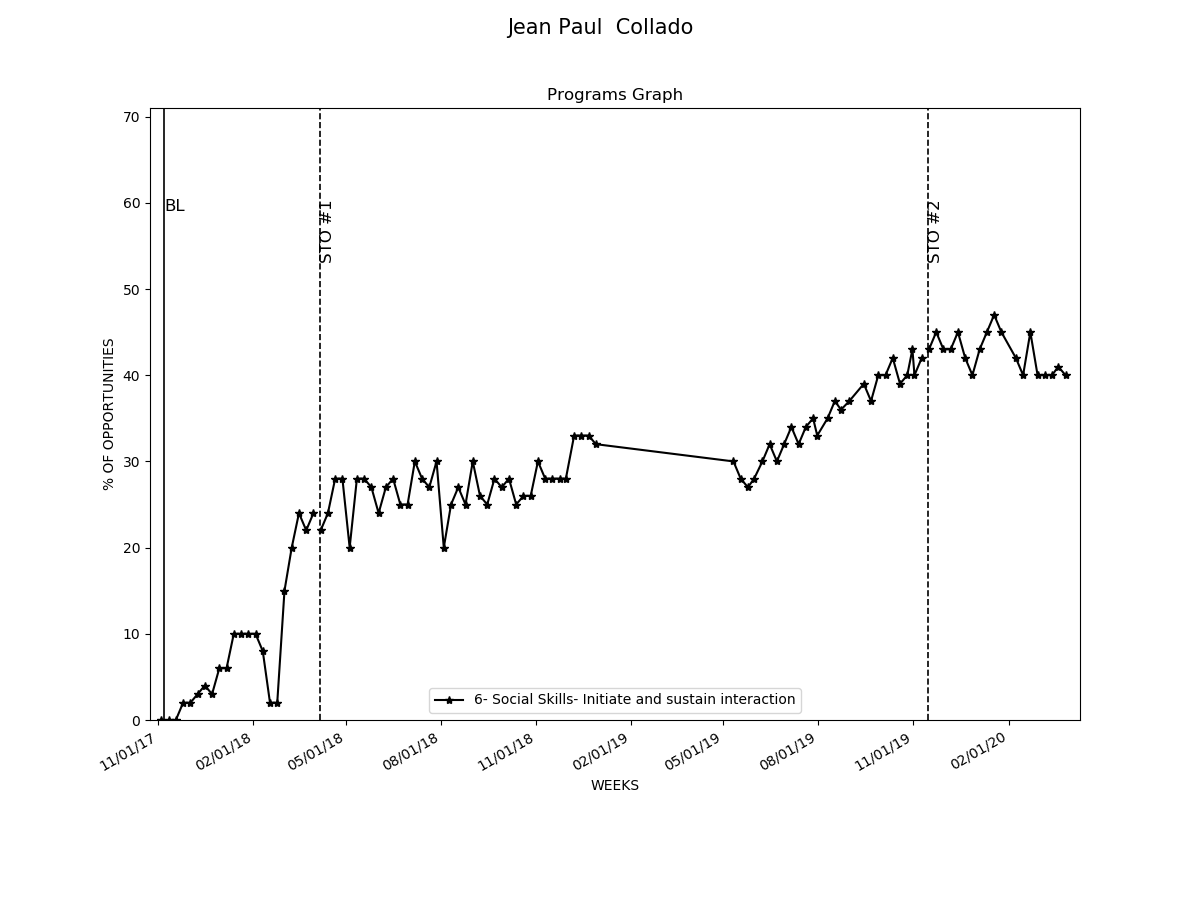 Jean Paul  Collado
Programs Graph
70
60
50
40
30
20
10
0
% OF OPPORTUNITIES
BL
STO #1
STO #2
6- Social Skills- Initiate and sustain interaction
11/01/17
02/01/18
05/01/18
08/01/18
11/01/18
02/01/19
05/01/19
08/01/19
11/01/19
02/01/20
WEEKS